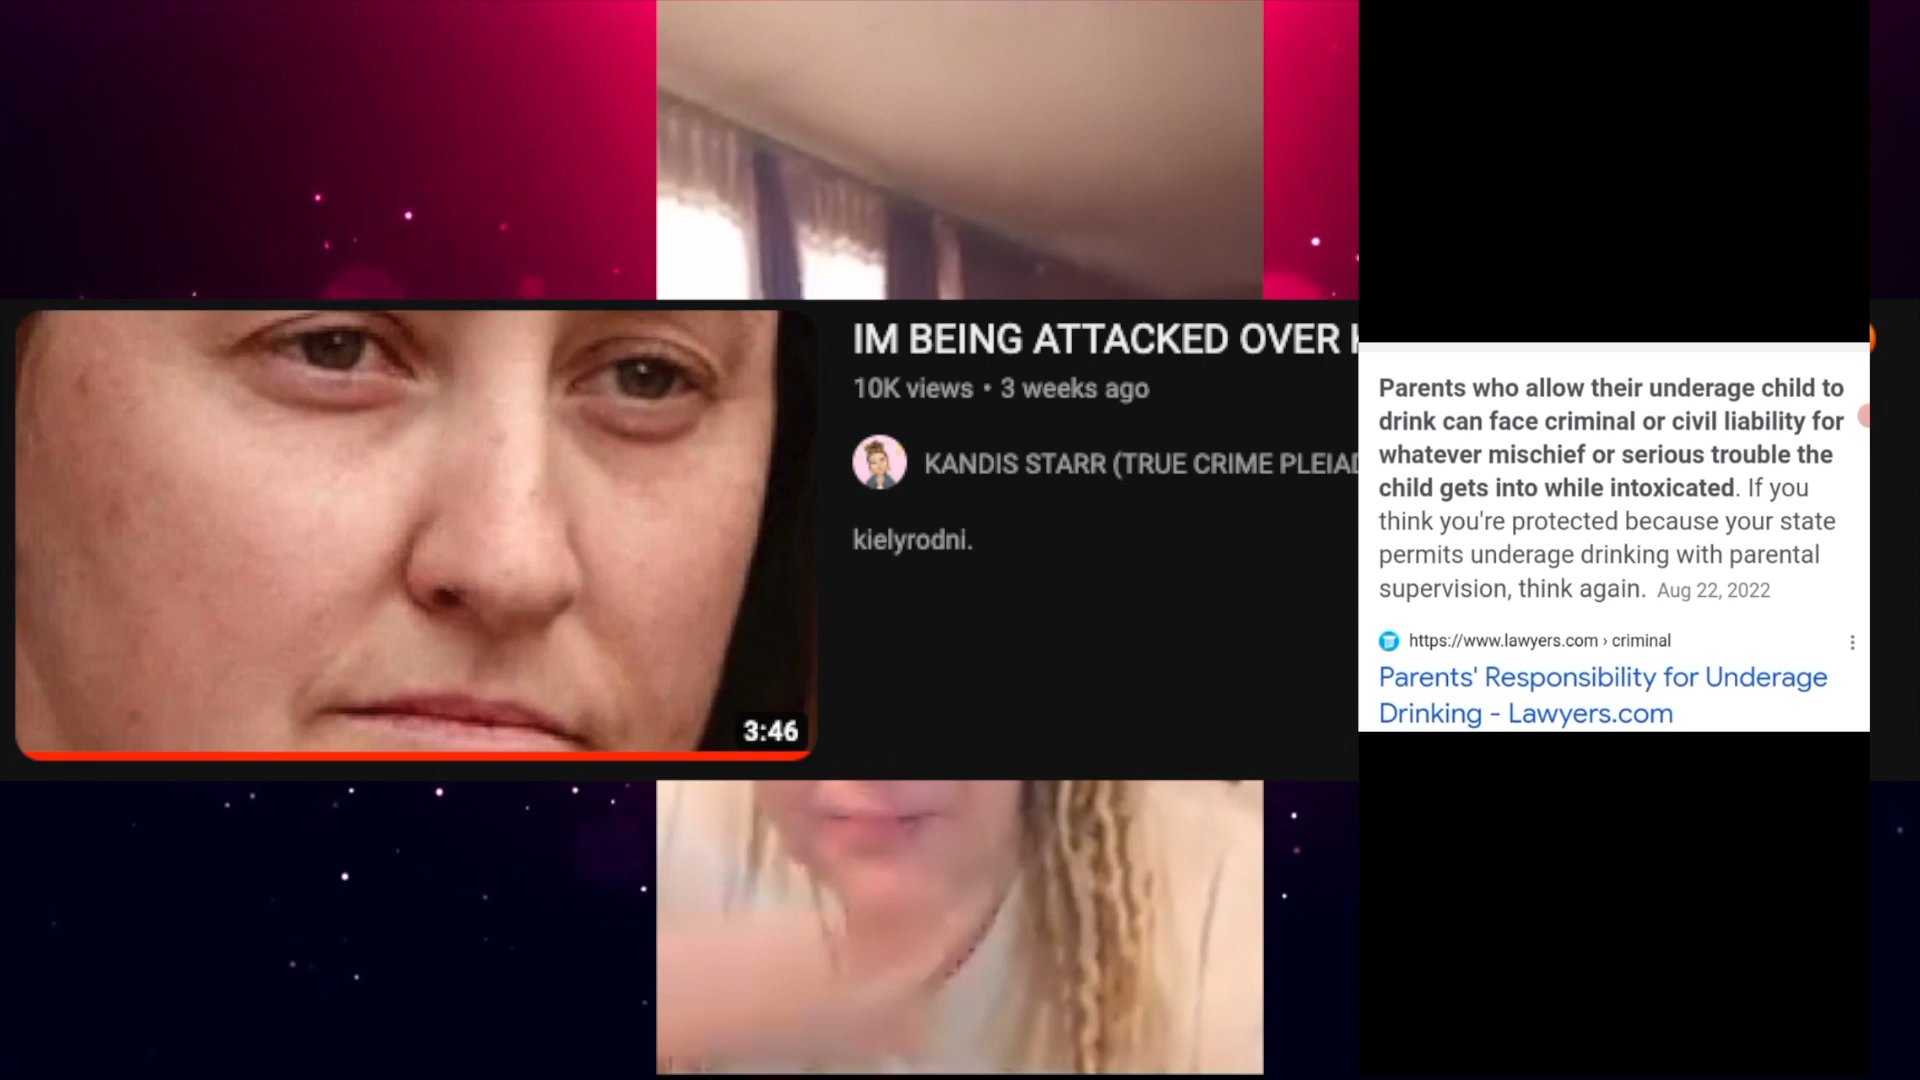 IM BEING ATTACKED OVER
10K views • 3 weeks ago
KANDIS STARR (TRUE CRIME
kielyrodni.
3:46
Parents who allow their underage child to
drink can face criminal or civil liability for
whatever mischief or serious trouble the
child gets into while intoxicated. If you
think you're protected because your state
permits underage drinking with parental
supervision, think again. Aug 22, 2022
https://www.lawyers.com › criminal
Parents' Responsibility for Underage
Drinking - Lawyers.com